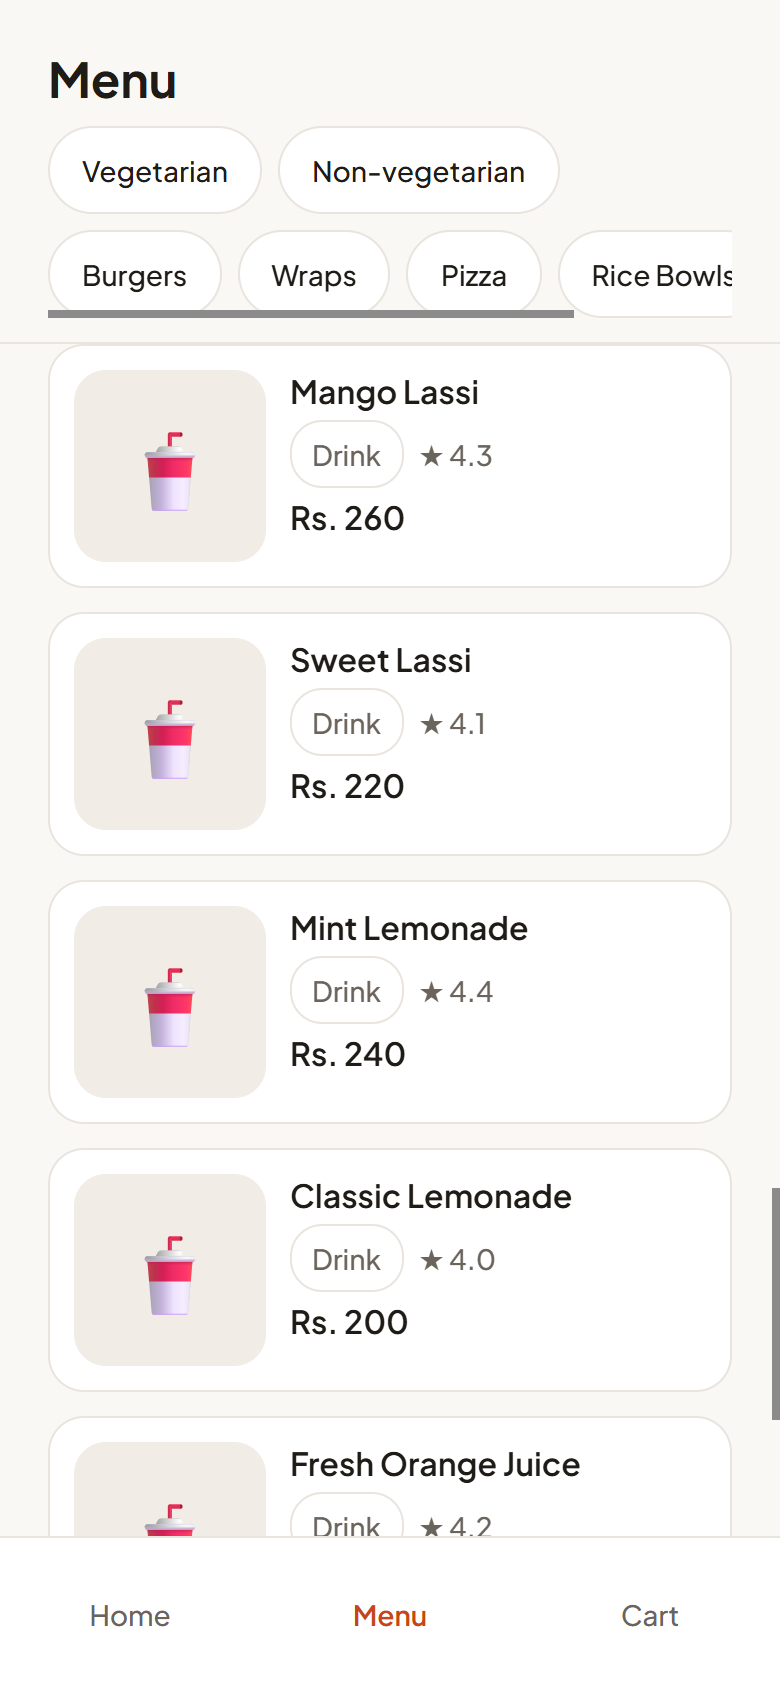 Menu
Vegetarian Non-vegetarian
Burgers Wraps Pizza Rice Bowls
Mango Lassi
Drink ★ 4.3
Rs. 260
Sweet Lassi
Drink ★ 4.1
Rs. 220
Mint Lemonade
Drink ★ 4.4
Rs. 240
Classic Lemonade
Drink ★ 4.0
Rs. 200
Fresh Orange Juice
Drink ★ 4.2
Home Menu Cart